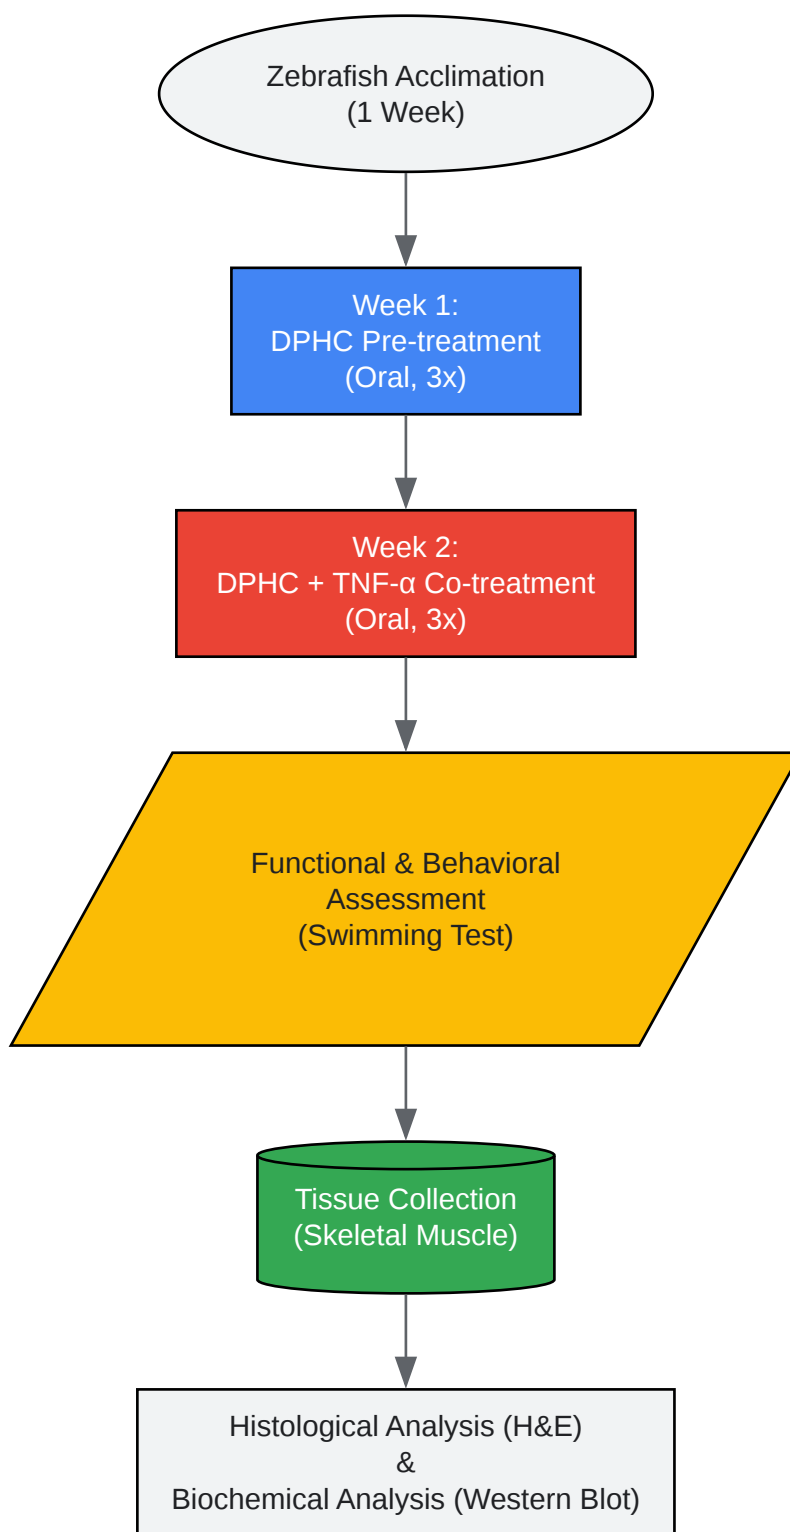 Zebrafish Acclimation
(1 Week)
Week 1:
DPHC Pre-treatment
(Oral, 3x)
Week 2:
DPHC + TNF-α Co-treatment
(Oral, 3x)
Functional & Behavioral
Assessment
(Swimming Test)
Tissue Collection
(Skeletal Muscle)
Histological Analysis (H&E)
&
Biochemical Analysis (Western Blot)